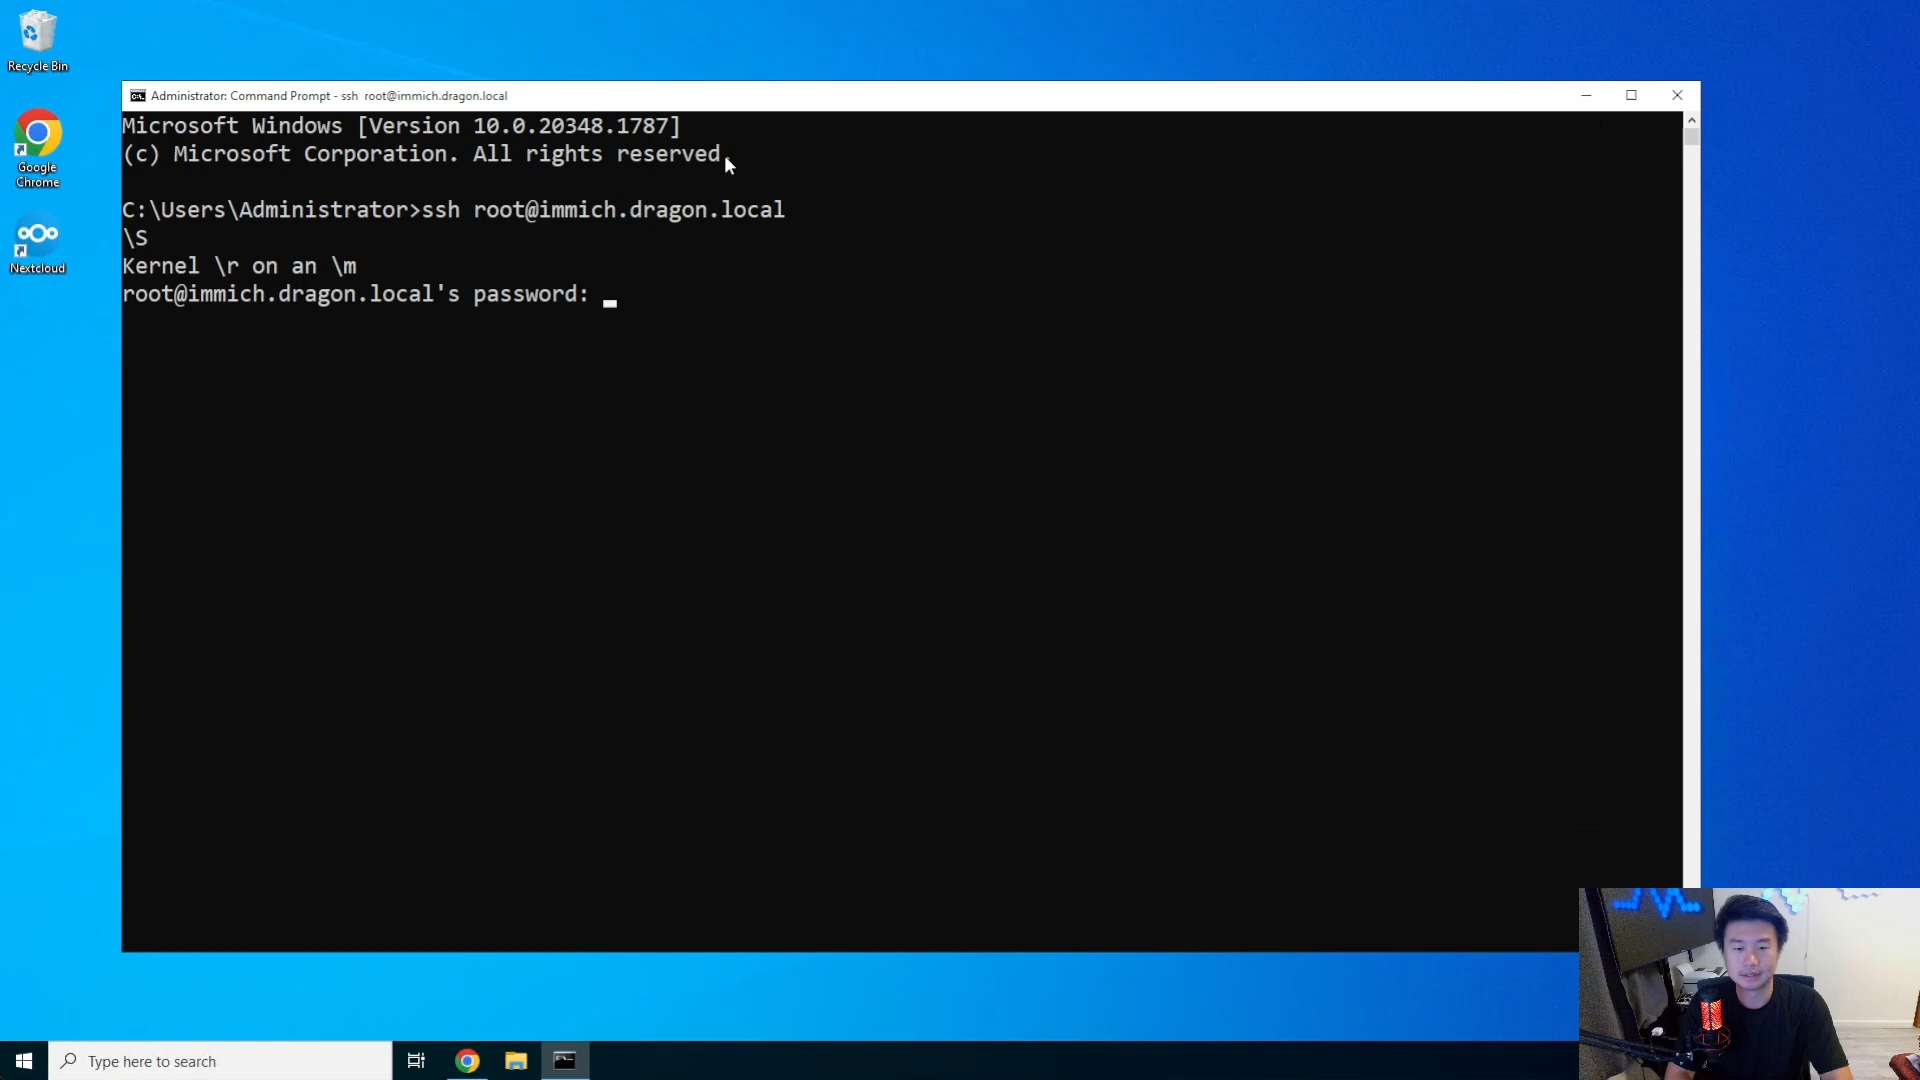 Recycle Bin
Google
Chrome
Nextcloud
Administrator: Command Prompt - ssh  root@immich.dragon.local
Microsoft Windows [Version 10.0.20348.1787]
(c) Microsoft Corporation. All rights reserved.
C:\Users\Administrator>ssh root@immich.dragon.local
\S
Kernel \r on an \m
root@immich.dragon.local's password:
Type here to search